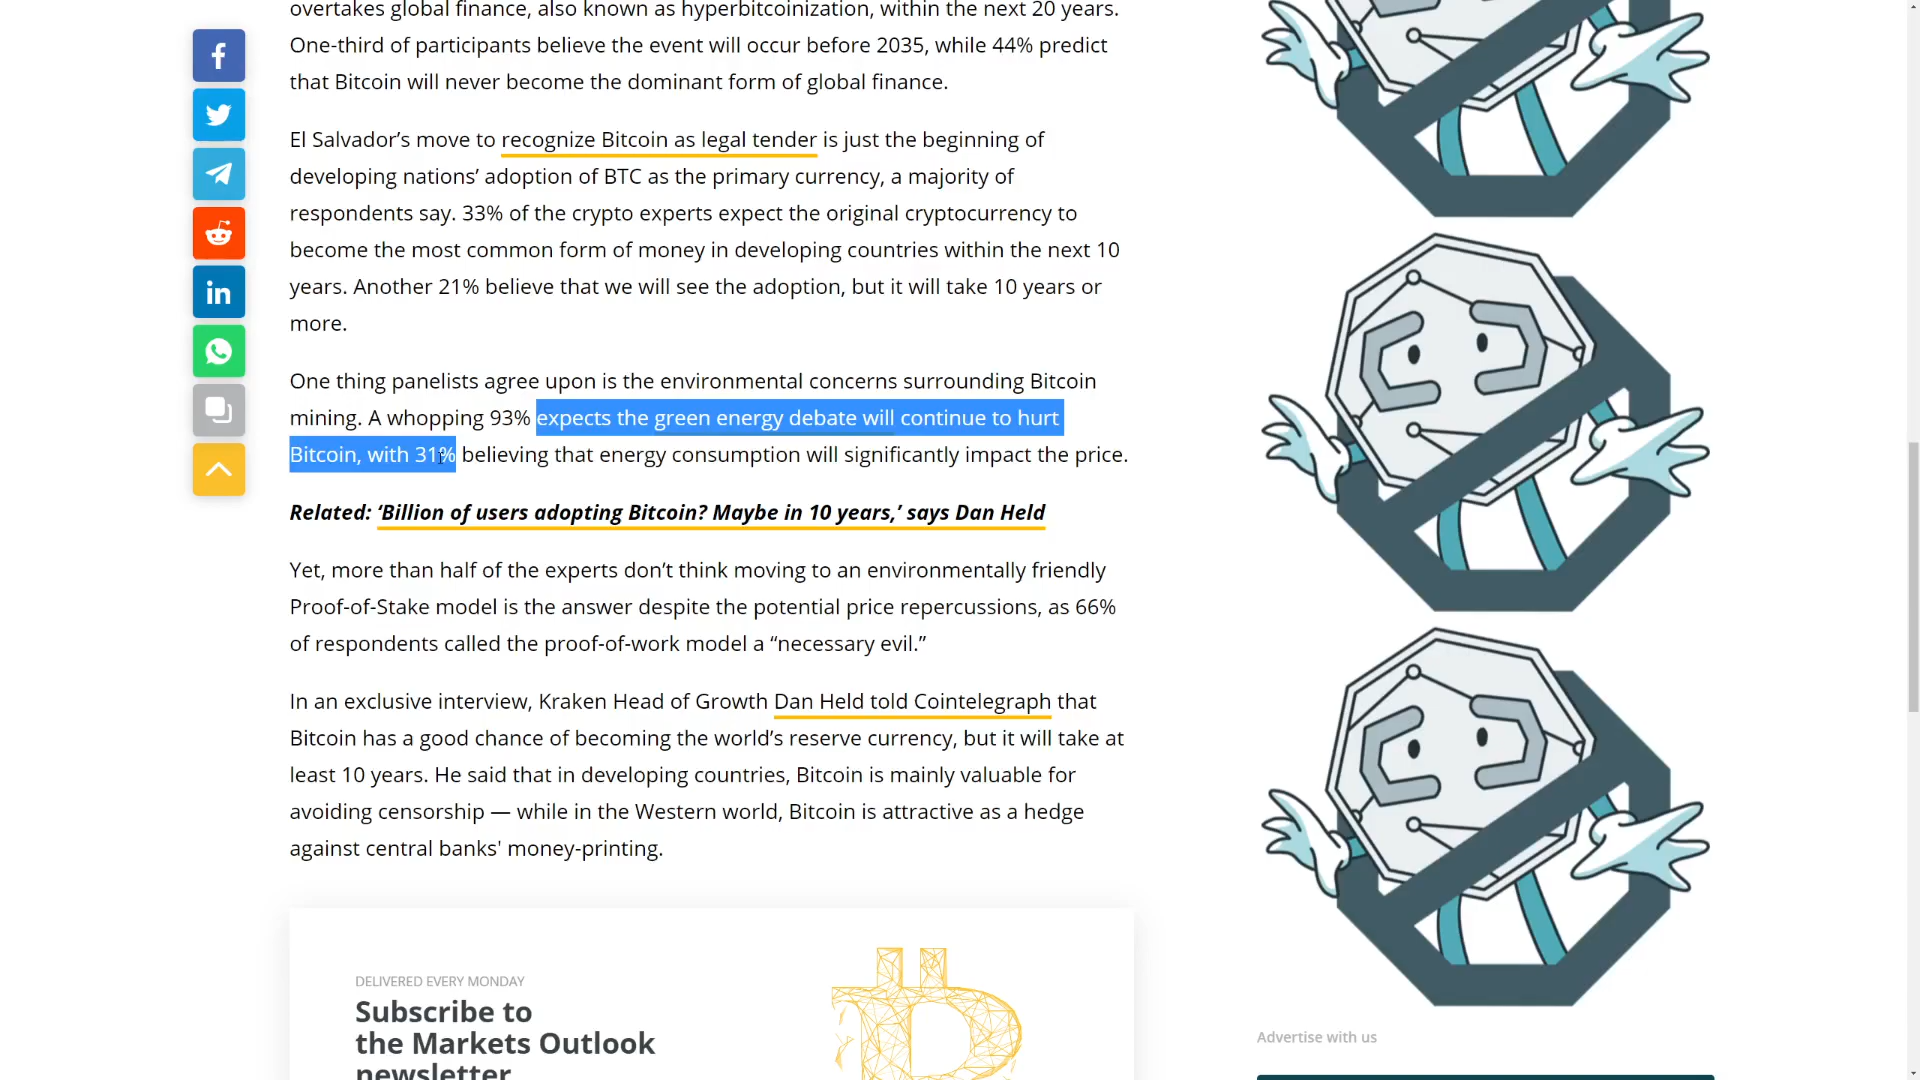 overtakes global finance, also known as hyperbitcoinization, within the next 20 years.
One-third of participants believe the event will occur before 2035, while 44% predict
that Bitcoin will never become the dominant form of global finance.
El Salvador’s move to recognize Bitcoin as legal tender is just the beginning of
developing nations’ adoption of BTC as the primary currency, a majority of
respondents say. 33% of the crypto experts expect the original cryptocurrency to
become the most common form of money in developing countries within the next 10
years. Another 21% believe that we will see the adoption, but it will take 10 years or
more.
One thing panelists agree upon is the environmental concerns surrounding Bitcoin
mining. A whopping 93% expects the green energy debate will continue to hurt
Bitcoin, with 31% believing that energy consumption will significantly impact the price.
Related: ‘Billion of users adopting Bitcoin? Maybe in 10 years,’ says Dan Held
Yet, more than half of the experts don’t think moving to an environmentally friendly
Proof-of-Stake model is the answer despite the potential price repercussions, as 66%
of respondents called the proof-of-work model a “necessary evil.”
In an exclusive interview, Kraken Head of Growth Dan Held told Cointelegraph that
Bitcoin has a good chance of becoming the world’s reserve currency, but it will take at
least 10 years. He said that in developing countries, Bitcoin is mainly valuable for
avoiding censorship — while in the Western world, Bitcoin is attractive as a hedge
against central banks' money-printing.
DELIVERED EVERY MONDAY
Subscribe to
the Markets Outlook
newsletter
Advertise with us